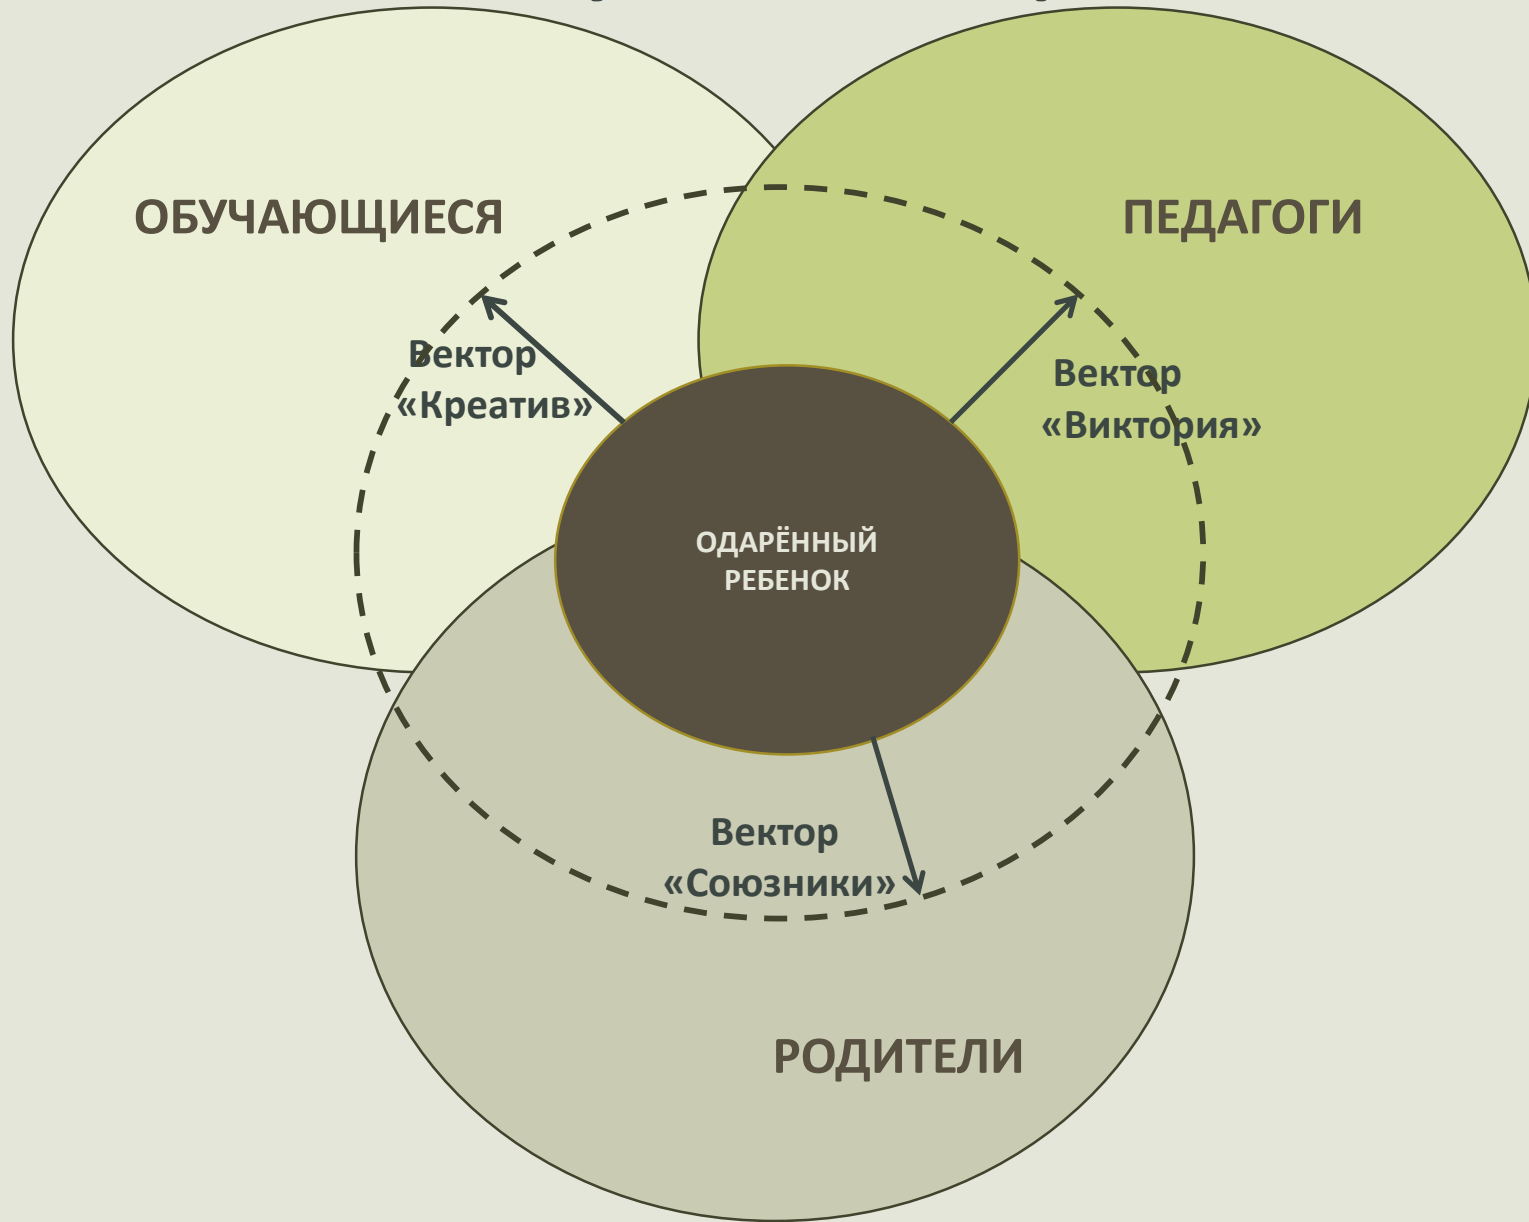 ОБУЧАЮЩИЕСЯ
ПЕДАГОГИ
Вектор
«Креатив»
Вектор
«Виктория»
ОДАРЁННЫЙ
РЕБЕНОК
Вектор
«Союзники»
РОДИТЕЛИ